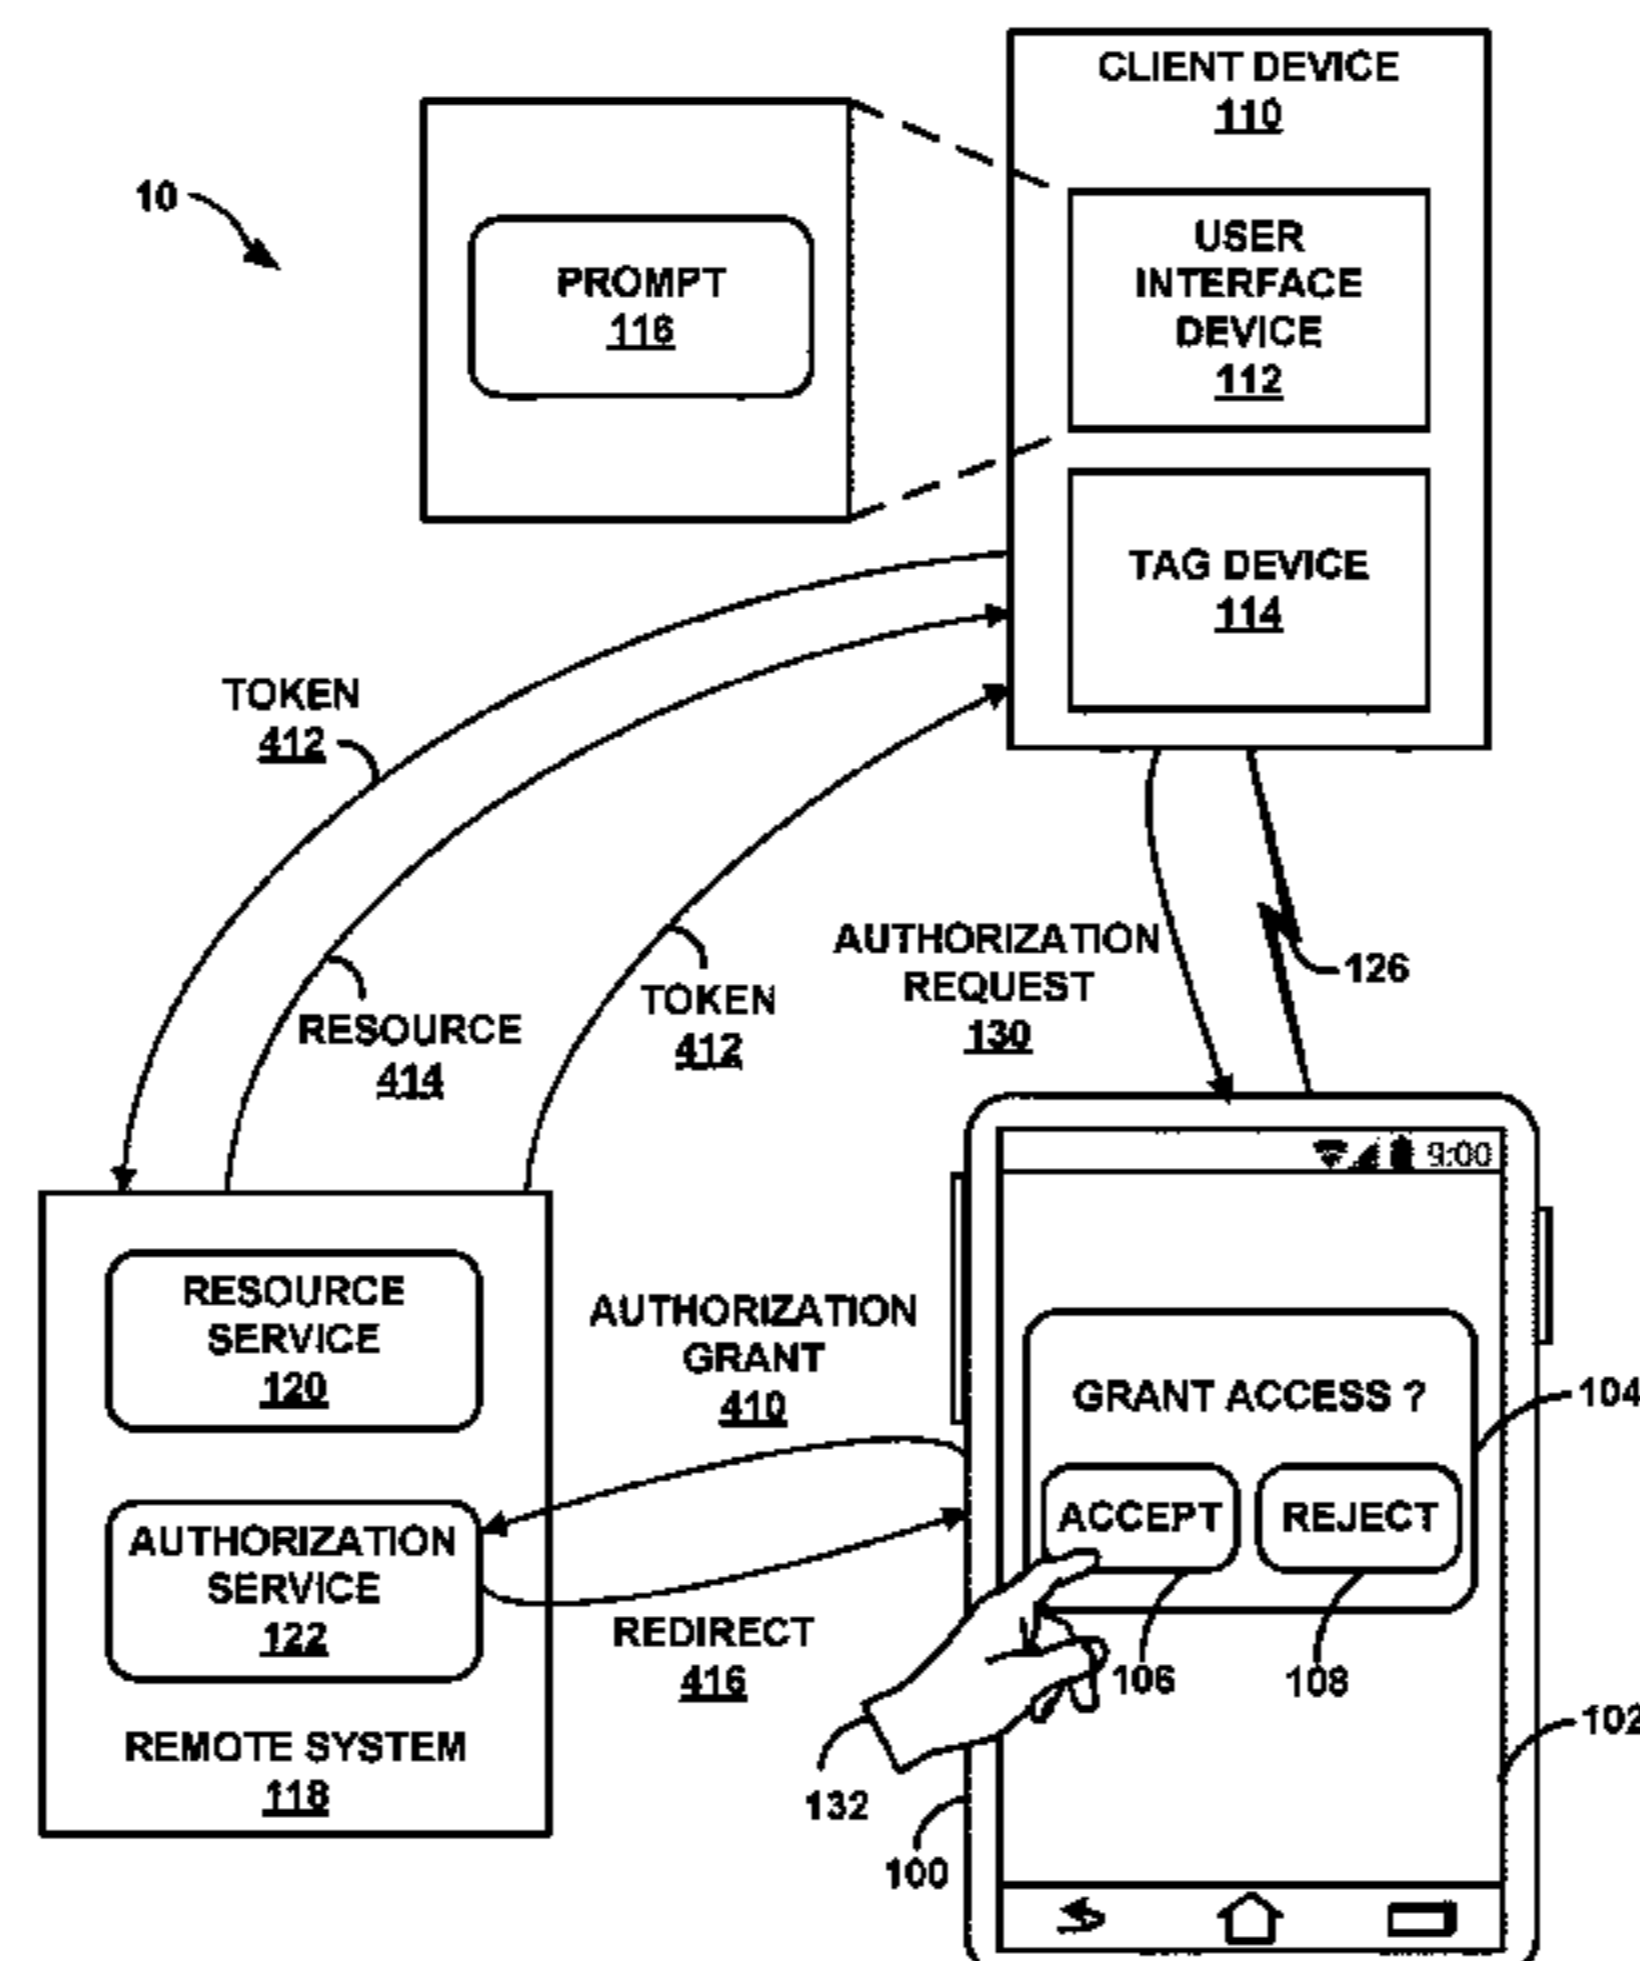 CLIENT DEVICE
110
10
PROMPT
116
USER
INTERFACE
DEVICE
112
TAG DEVICE
114
TOKEN
412
RESOURCE
414
TOKEN
412
AUTHORIZATION
REQUEST
130
126
9:00
RESOURCE
SERVICE
120
AUTHORIZATION
GRANT
410
GRANT ACCESS ?
104
ACCEPT
REJECT
AUTHORIZATION
SERVICE
122
REDIRECT
416
106
108
102
REMOTE SYSTEM
118
132
100